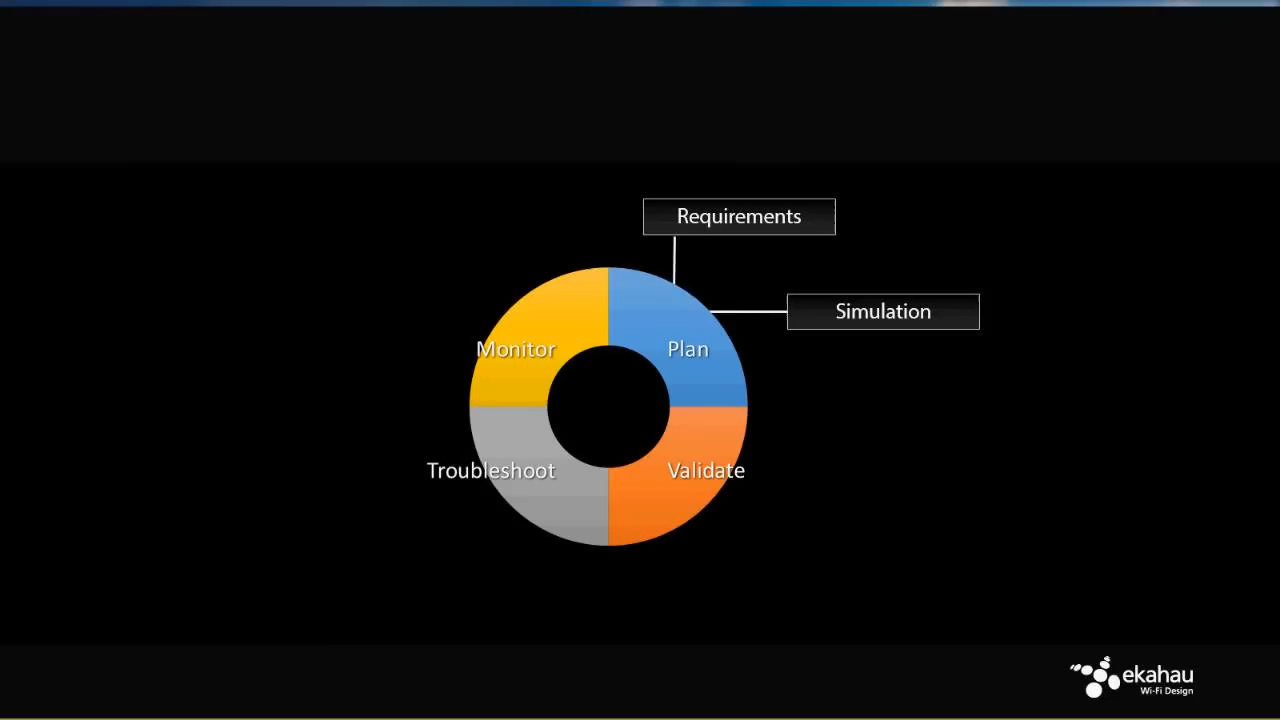 Requirements
Simulation
Monitor
Plan
Troubleshoot
Validate
ekahau
Wi-Fi Design